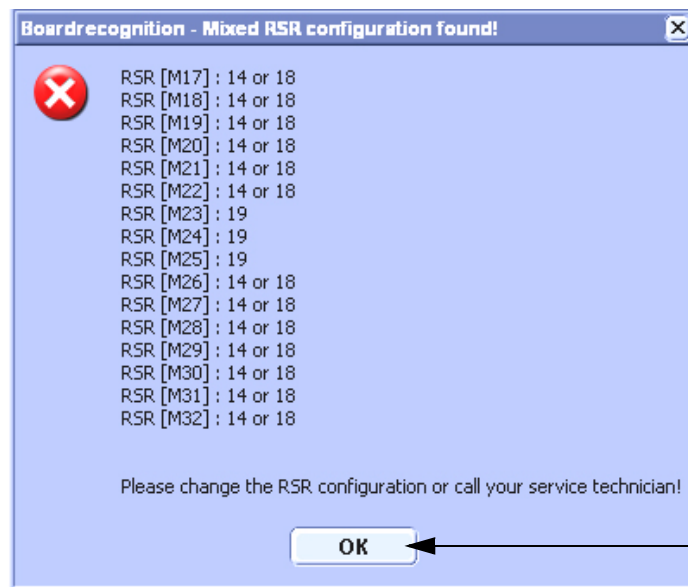 Boardrecognition - Mixed RSR configuration found!
RSR [M17] : 14 or 18
RSR [M18] : 14 or 18
RSR [M19] : 14 or 18
RSR [M20] : 14 or 18
RSR [M21] : 14 or 18
RSR [M22] : 14 or 18
RSR [M23] : 19
RSR [M24] : 19
RSR [M25] : 19
RSR [M26] : 14 or 18
RSR [M27] : 14 or 18
RSR [M28] : 14 or 18
RSR [M29] : 14 or 18
RSR [M30] : 14 or 18
RSR [M31] : 14 or 18
RSR [M32] : 14 or 18
Please change the RSR configuration or call your service technician!
OK